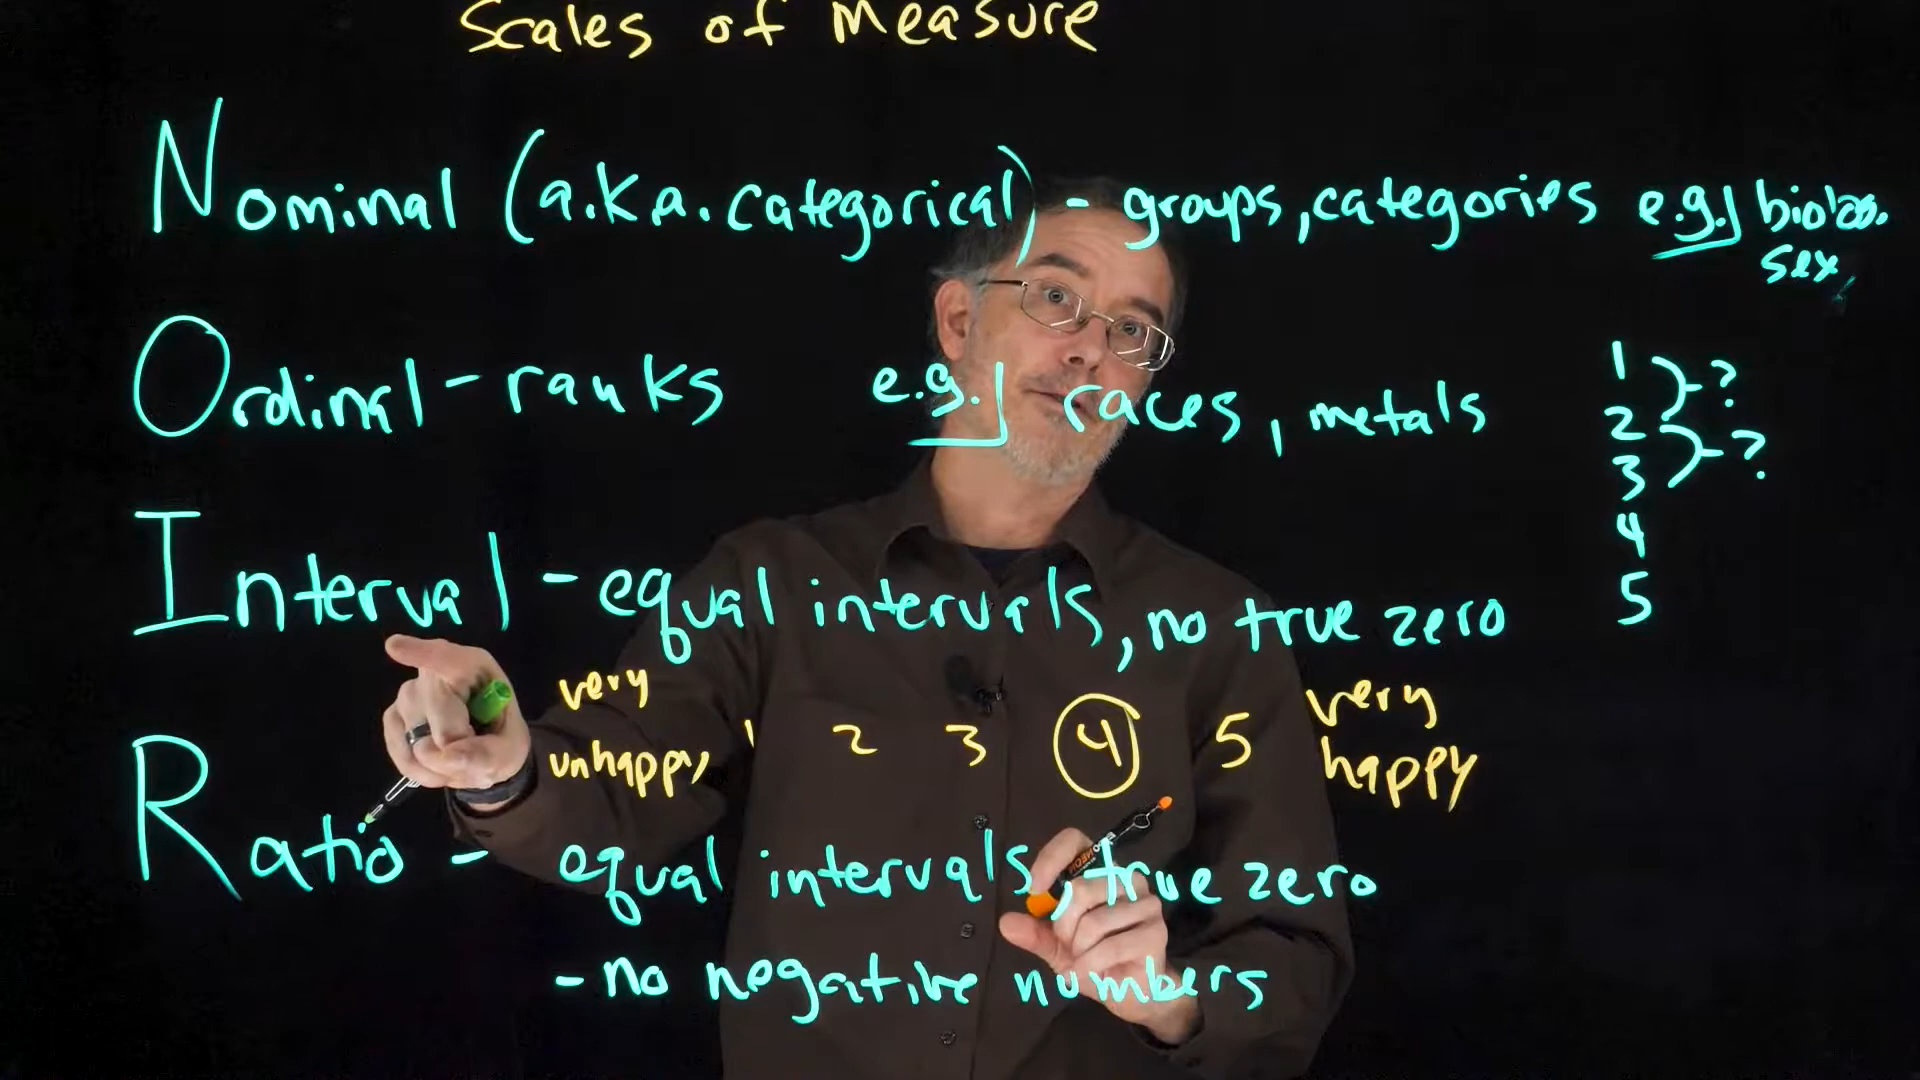 Scales of Measure
Nominal (a.k.a. categorical) - groups, categories e.g.,
sex,
Ordinal - ranks e.g., races, metals
1
2
3
4
5
?
?
Interval - equal intervals, no true zero
very unhappy 1 2 3 4 5 very happy
Ratio - equal intervals, true zero
- no negative numbers